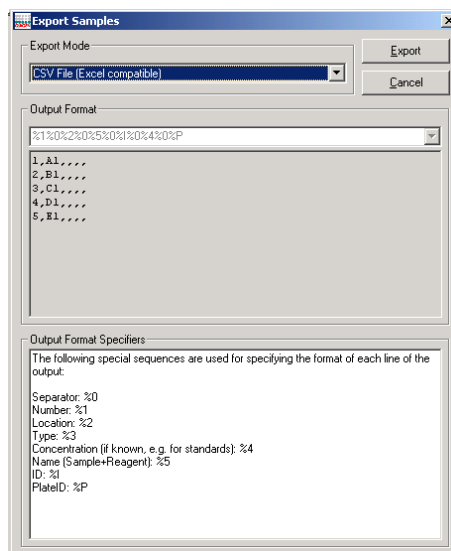 Export Samples
Export Mode
CSV File (Excel compatible)
Export
Cancel
Output Format
%1%0%2%0%5%0%I%0%4%0%P
1,A1,,,,
2,B1,,,,
3,C1,,,,
4,D1,,,,
5,E1,,,,
Output Format Specifiers
The following special sequences are used for specifying the format of each line of the
output:
Separator: %0
Number: %1
Location: %2
Type: %3
Concentration (if known, e.g. for standards): %4
Name (Sample+Reagent): %5
ID: %I
PlateID: %P